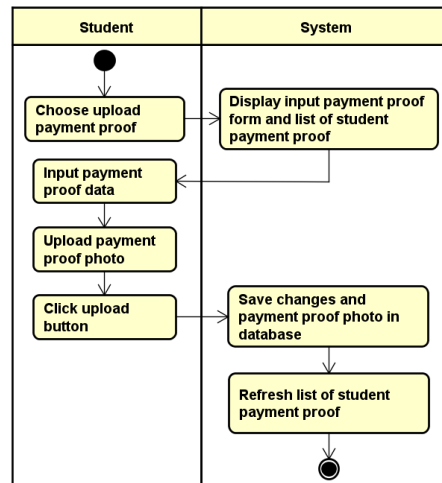 Student
System
Choose upload
payment proof
Display input payment proof
form and list of student
payment proof
Input payment
proof data
Upload payment
proof photo
Click upload
button
Save changes and
payment proof photo in
database
Refresh list of student
payment proof